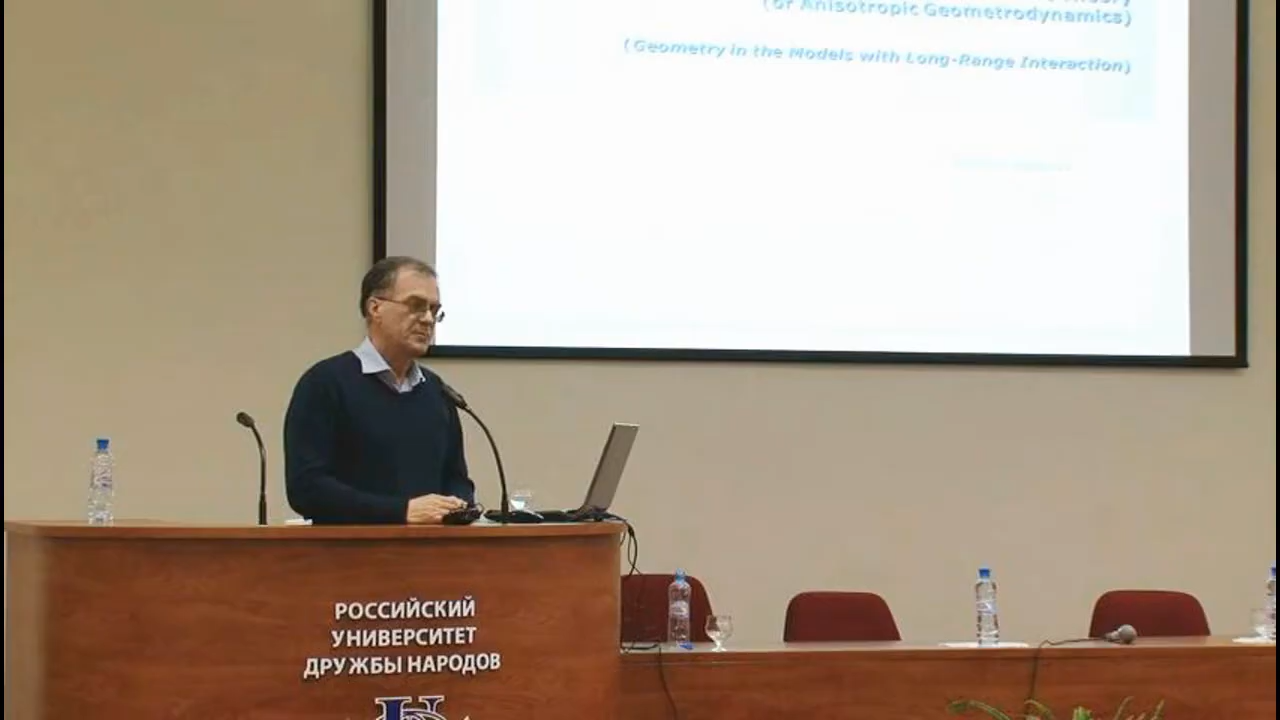 (or Anisotropic Geometrodynamics)
(Geometry in the Models with Long-Range Interaction)
РОССИЙСКИЙ
УНИВЕРСИТЕТ
ДРУЖБЫ НАРОДОВ